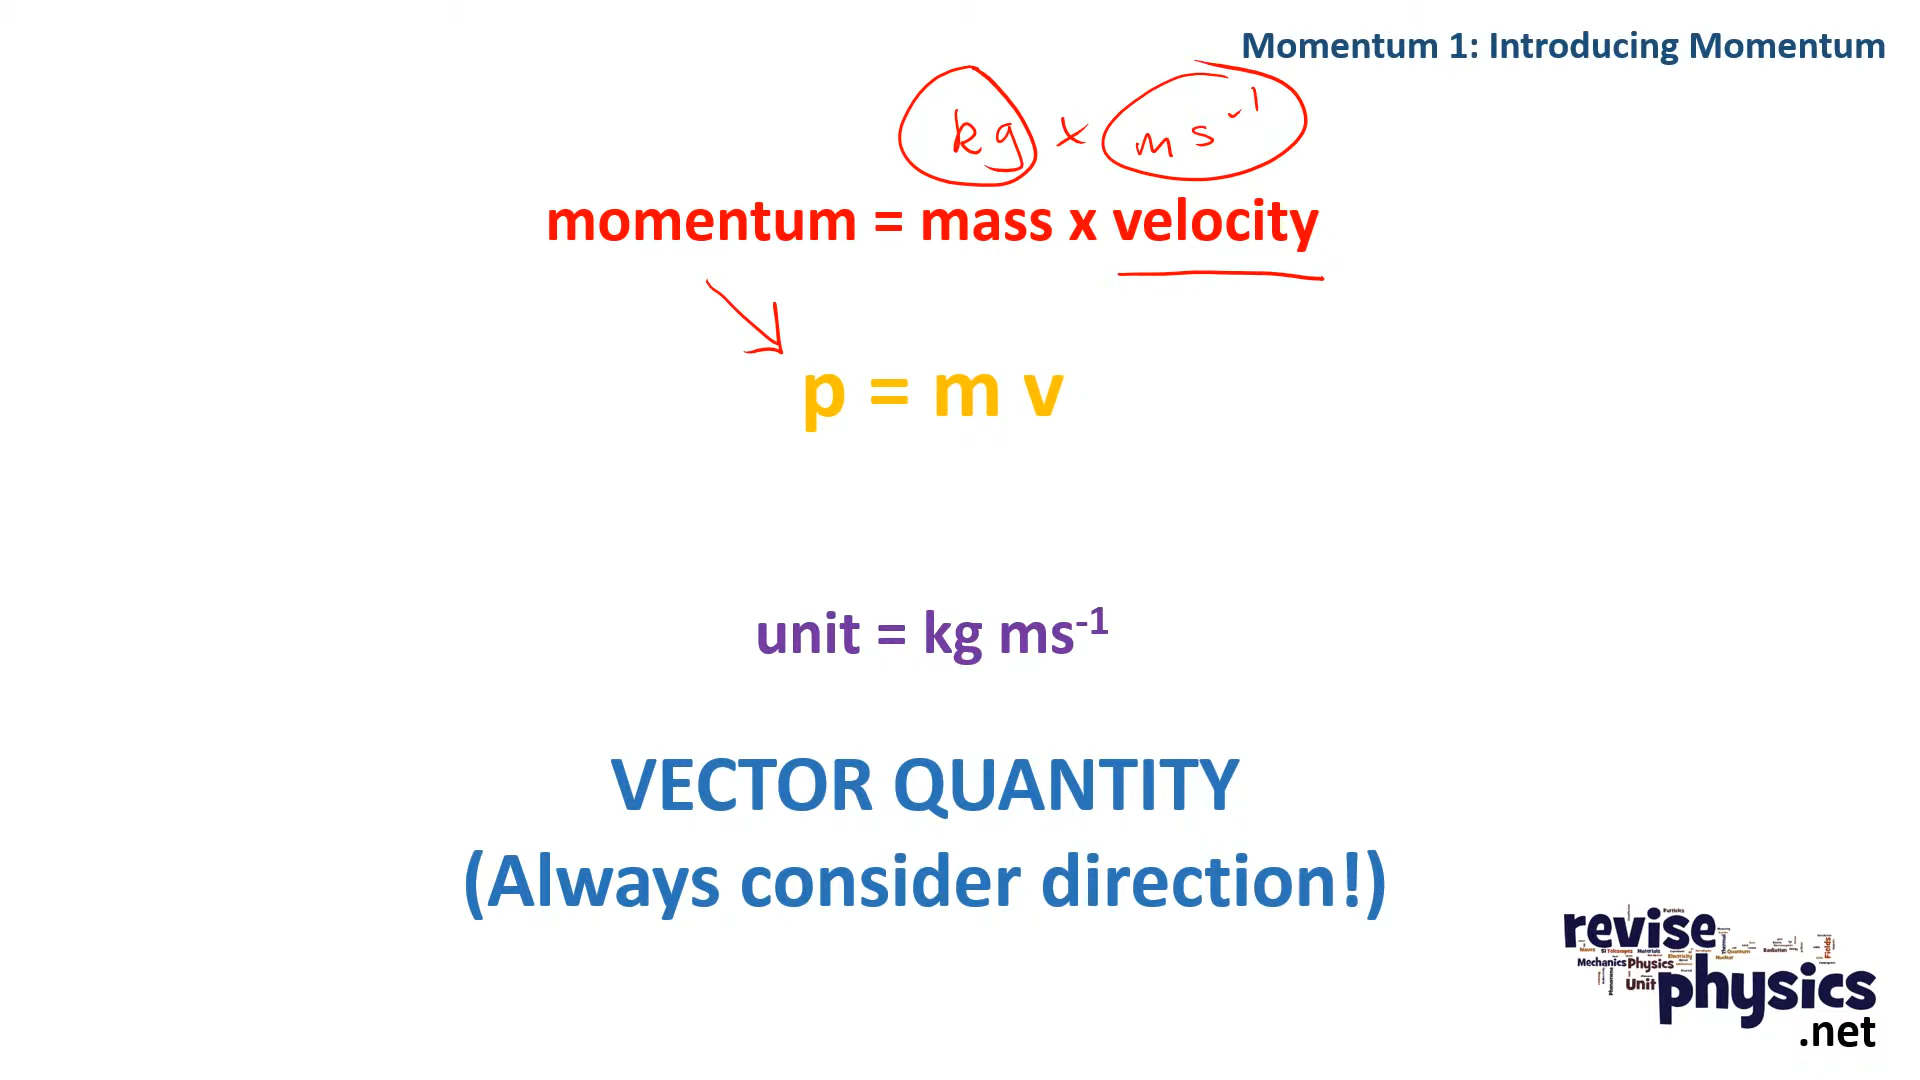 Momentum 1: Introducing Momentum
kg x ms⁻¹
momentum = mass x velocity
p = m v
unit = kg ms⁻¹
VECTOR QUANTITY
(Always consider direction!)
revise
Mechanics Physics
Unit
physics
.net